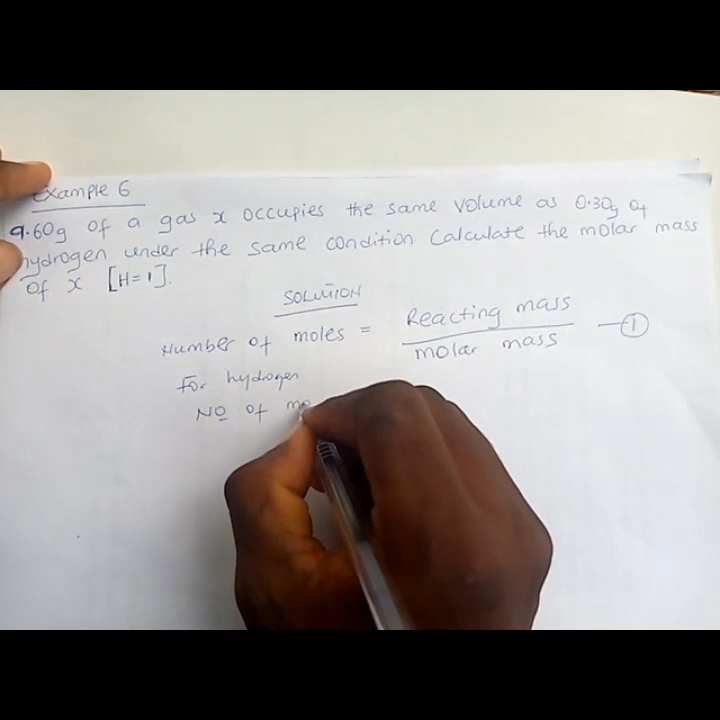 Example 6
9.60g of a gas x occupies the same volume as 0.30g of
hydrogen under the same condition. Calculate the molar mass
of x [H=1].
SOLUTION
Number of moles = Reacting mass
molar mass —①
For hydrogen
No of mo